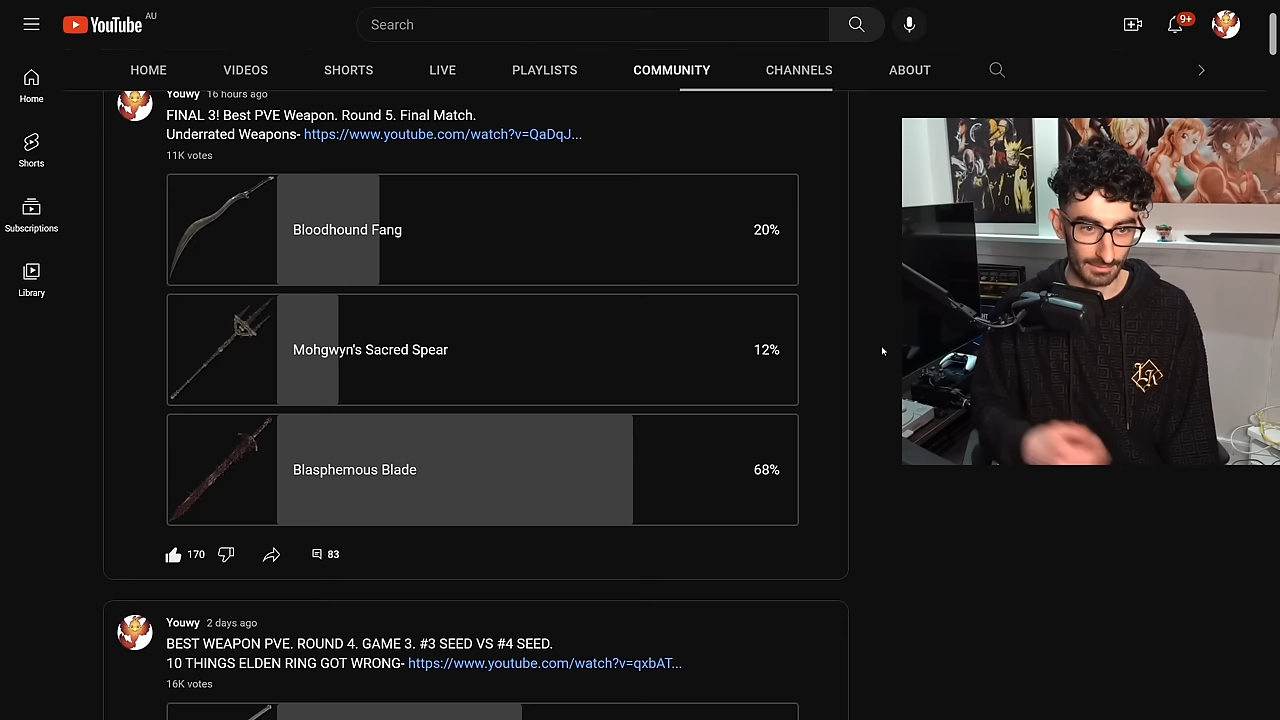 YouTube AU
Search
9+
HOME VIDEOS SHORTS LIVE PLAYLISTS COMMUNITY CHANNELS ABOUT
Home
Shorts
Subscriptions
Library
Youwy 16 hours ago
FINAL 3! Best PVE Weapon. Round 5. Final Match.
Underrated Weapons- https://www.youtube.com/watch?v=QaDqJ...
11K votes
Bloodhound Fang 20%
Mohgwyn's Sacred Spear 12%
Blasphemous Blade 68%
170 83
Youwy 2 days ago
BEST WEAPON PVE. ROUND 4. GAME 3. #3 SEED VS #4 SEED.
10 THINGS ELDEN RING GOT WRONG- https://www.youtube.com/watch?v=qxbAT...
16K votes